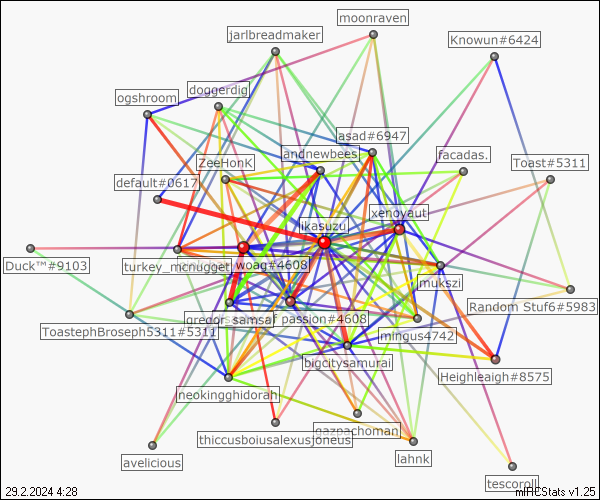 moonraven
jarlbreadmaker
Knowun#6424
doggerdig
ogshroom
asad#6947
andnewbees
facadas.
ZeeHonK
Toast#5311
default#0617
xenoyaut
ikasuzu
Duck™#9103
turkey_mcnugget
woag#4608
mukszi
Random Stuf6#5983
gregor_samsa
f passion#4608
ToastephBroseph5311#5311
mingus4742
bigcitysamurai
Heighleigh#8575
neokingghidorah
gazpachoman
thiccusboiusalexusjoneus
avelicious
lahnk
tescoroll
29.2.2024 4:28
mIRCStats v1.25